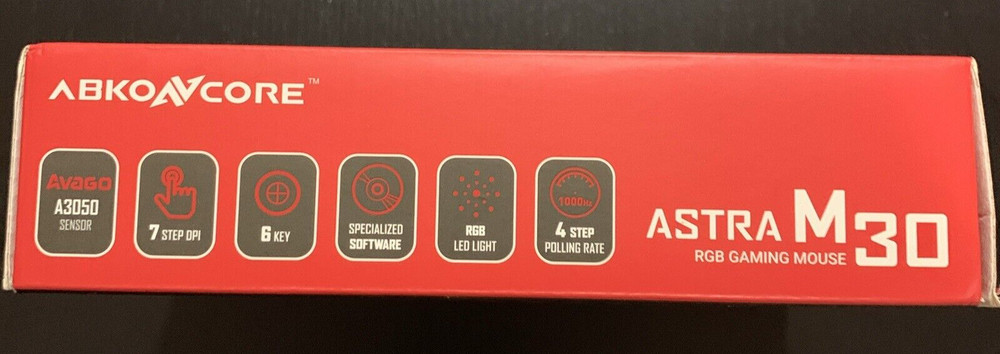 ABKONCORE™
AVAGO
A3050
SENSOR
7 STEP DPI
6 KEY
SPECIALIZED
SOFTWARE
RGB
LED LIGHT
1000Hz
4 STEP
POLLING RATE
ASTRA M30
RGB GAMING MOUSE